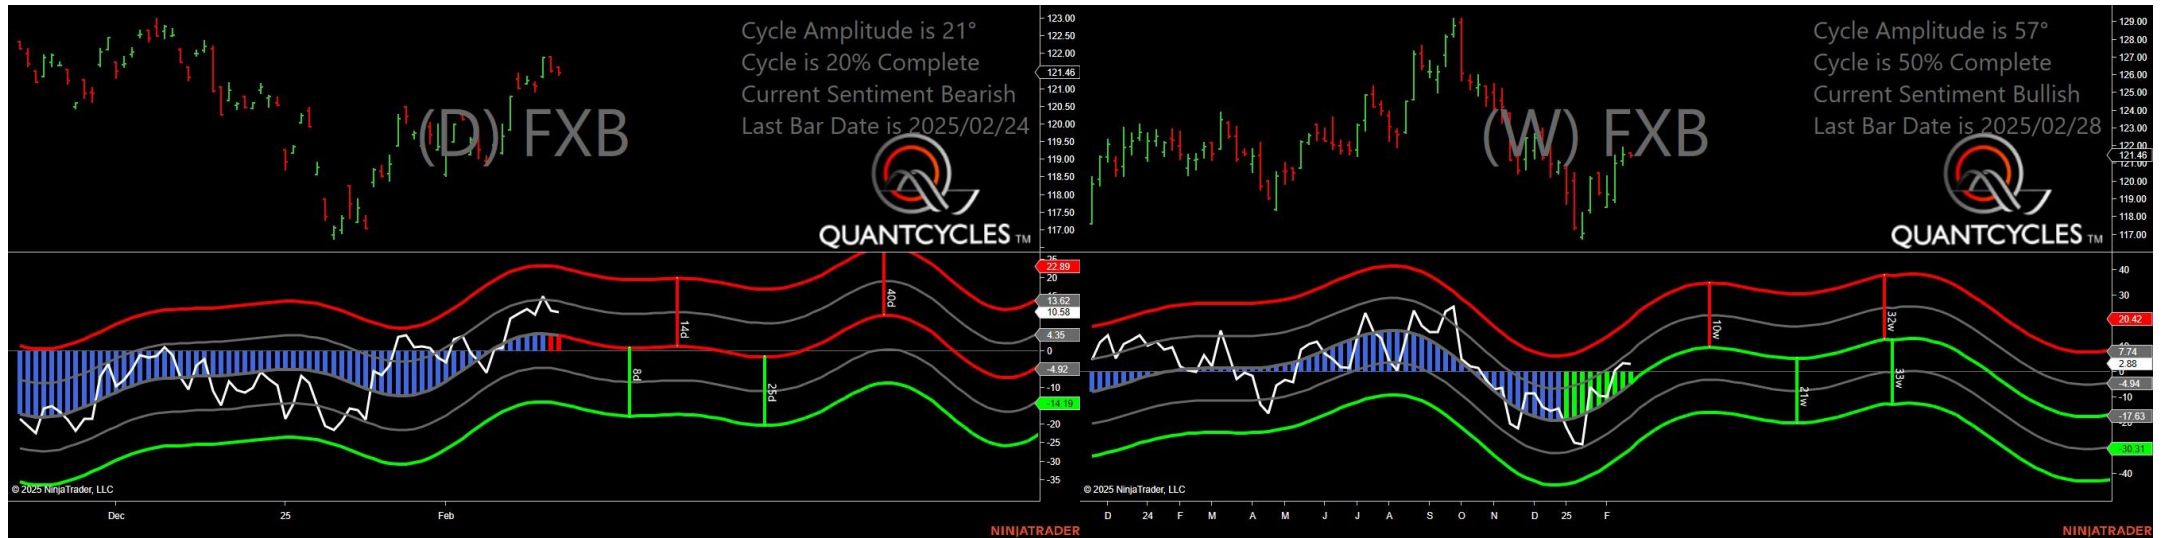 Cycle Amplitude is 21°
Cycle is 20% Complete
Current Sentiment Bearish
Last Bar Date is 2025/02/24
(D) FXB
QUANTCYCLES TM
123.00
122.50
122.00
121.46
121.00
120.50
120.00
119.50
119.00
118.50
118.00
117.50
117.00
25
22.89
20
13.62
10.58
4.35
0
-4.92
-10
-14.19
-20
-25
-30
-35
14d
40d
8d
© 2025 NinjaTrader, LLC
Dec
25
Feb
NINJATRADER
Cycle Amplitude is 57°
Cycle is 50% Complete
Current Sentiment Bullish
Last Bar Date is 2025/02/28
(W) FXB
QUANTCYCLES TM
129.00
128.00
127.00
126.00
125.00
124.00
123.00
122.00
121.46
121.00
120.00
119.00
118.00
117.00
40
30
20.42
7.74
2.88
-4.94
-10
-17.63
-20
-30.31
-40
10w
32w
21w
33w
© 2025 NinjaTrader, LLC
D
24
F
M
A
M
J
J
A
S
O
N
D
25
F
NINJATRADER